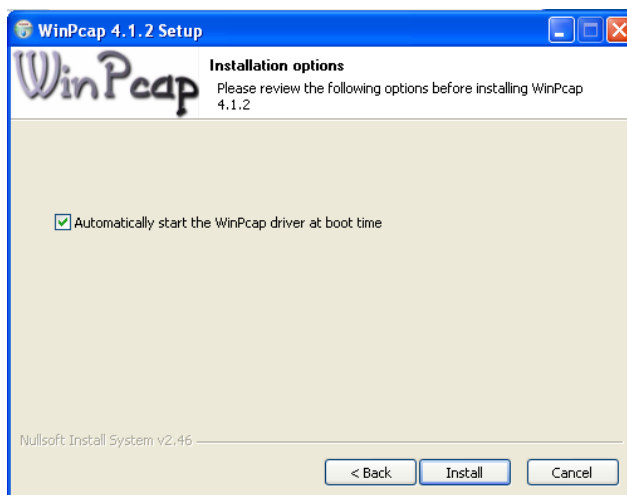 WinPcap 4.1.2 Setup
WinPcap
Installation options
Please review the following options before installing WinPcap
4.1.2
Automatically start the WinPcap driver at boot time
Nullsoft Install System v2.46
< Back Install Cancel